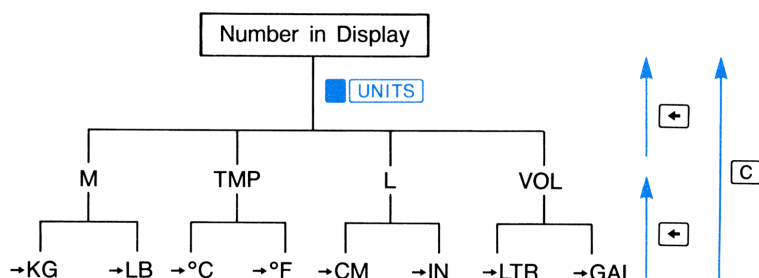 Number in Display
UNITS
←
M TMP L VOL
C
←
→KG →LB →°C →°F →CM →IN →LTR →GAL